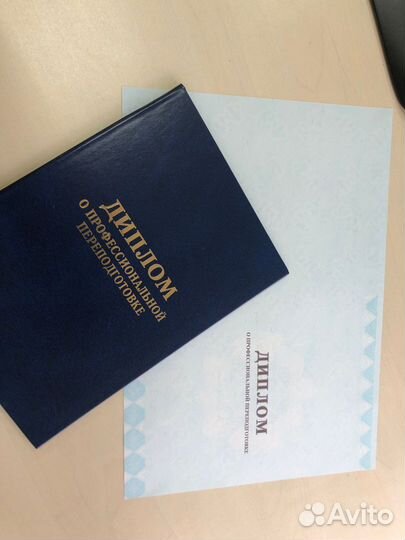 ДИПЛОМ
О ПРОФЕССИОНАЛЬНОЙ
ПЕРЕПОДГОТОВКЕ
ДИПЛОМ
О ПРОФЕССИОНАЛЬНОЙ ПЕРЕПОДГОТОВКЕ
Avito